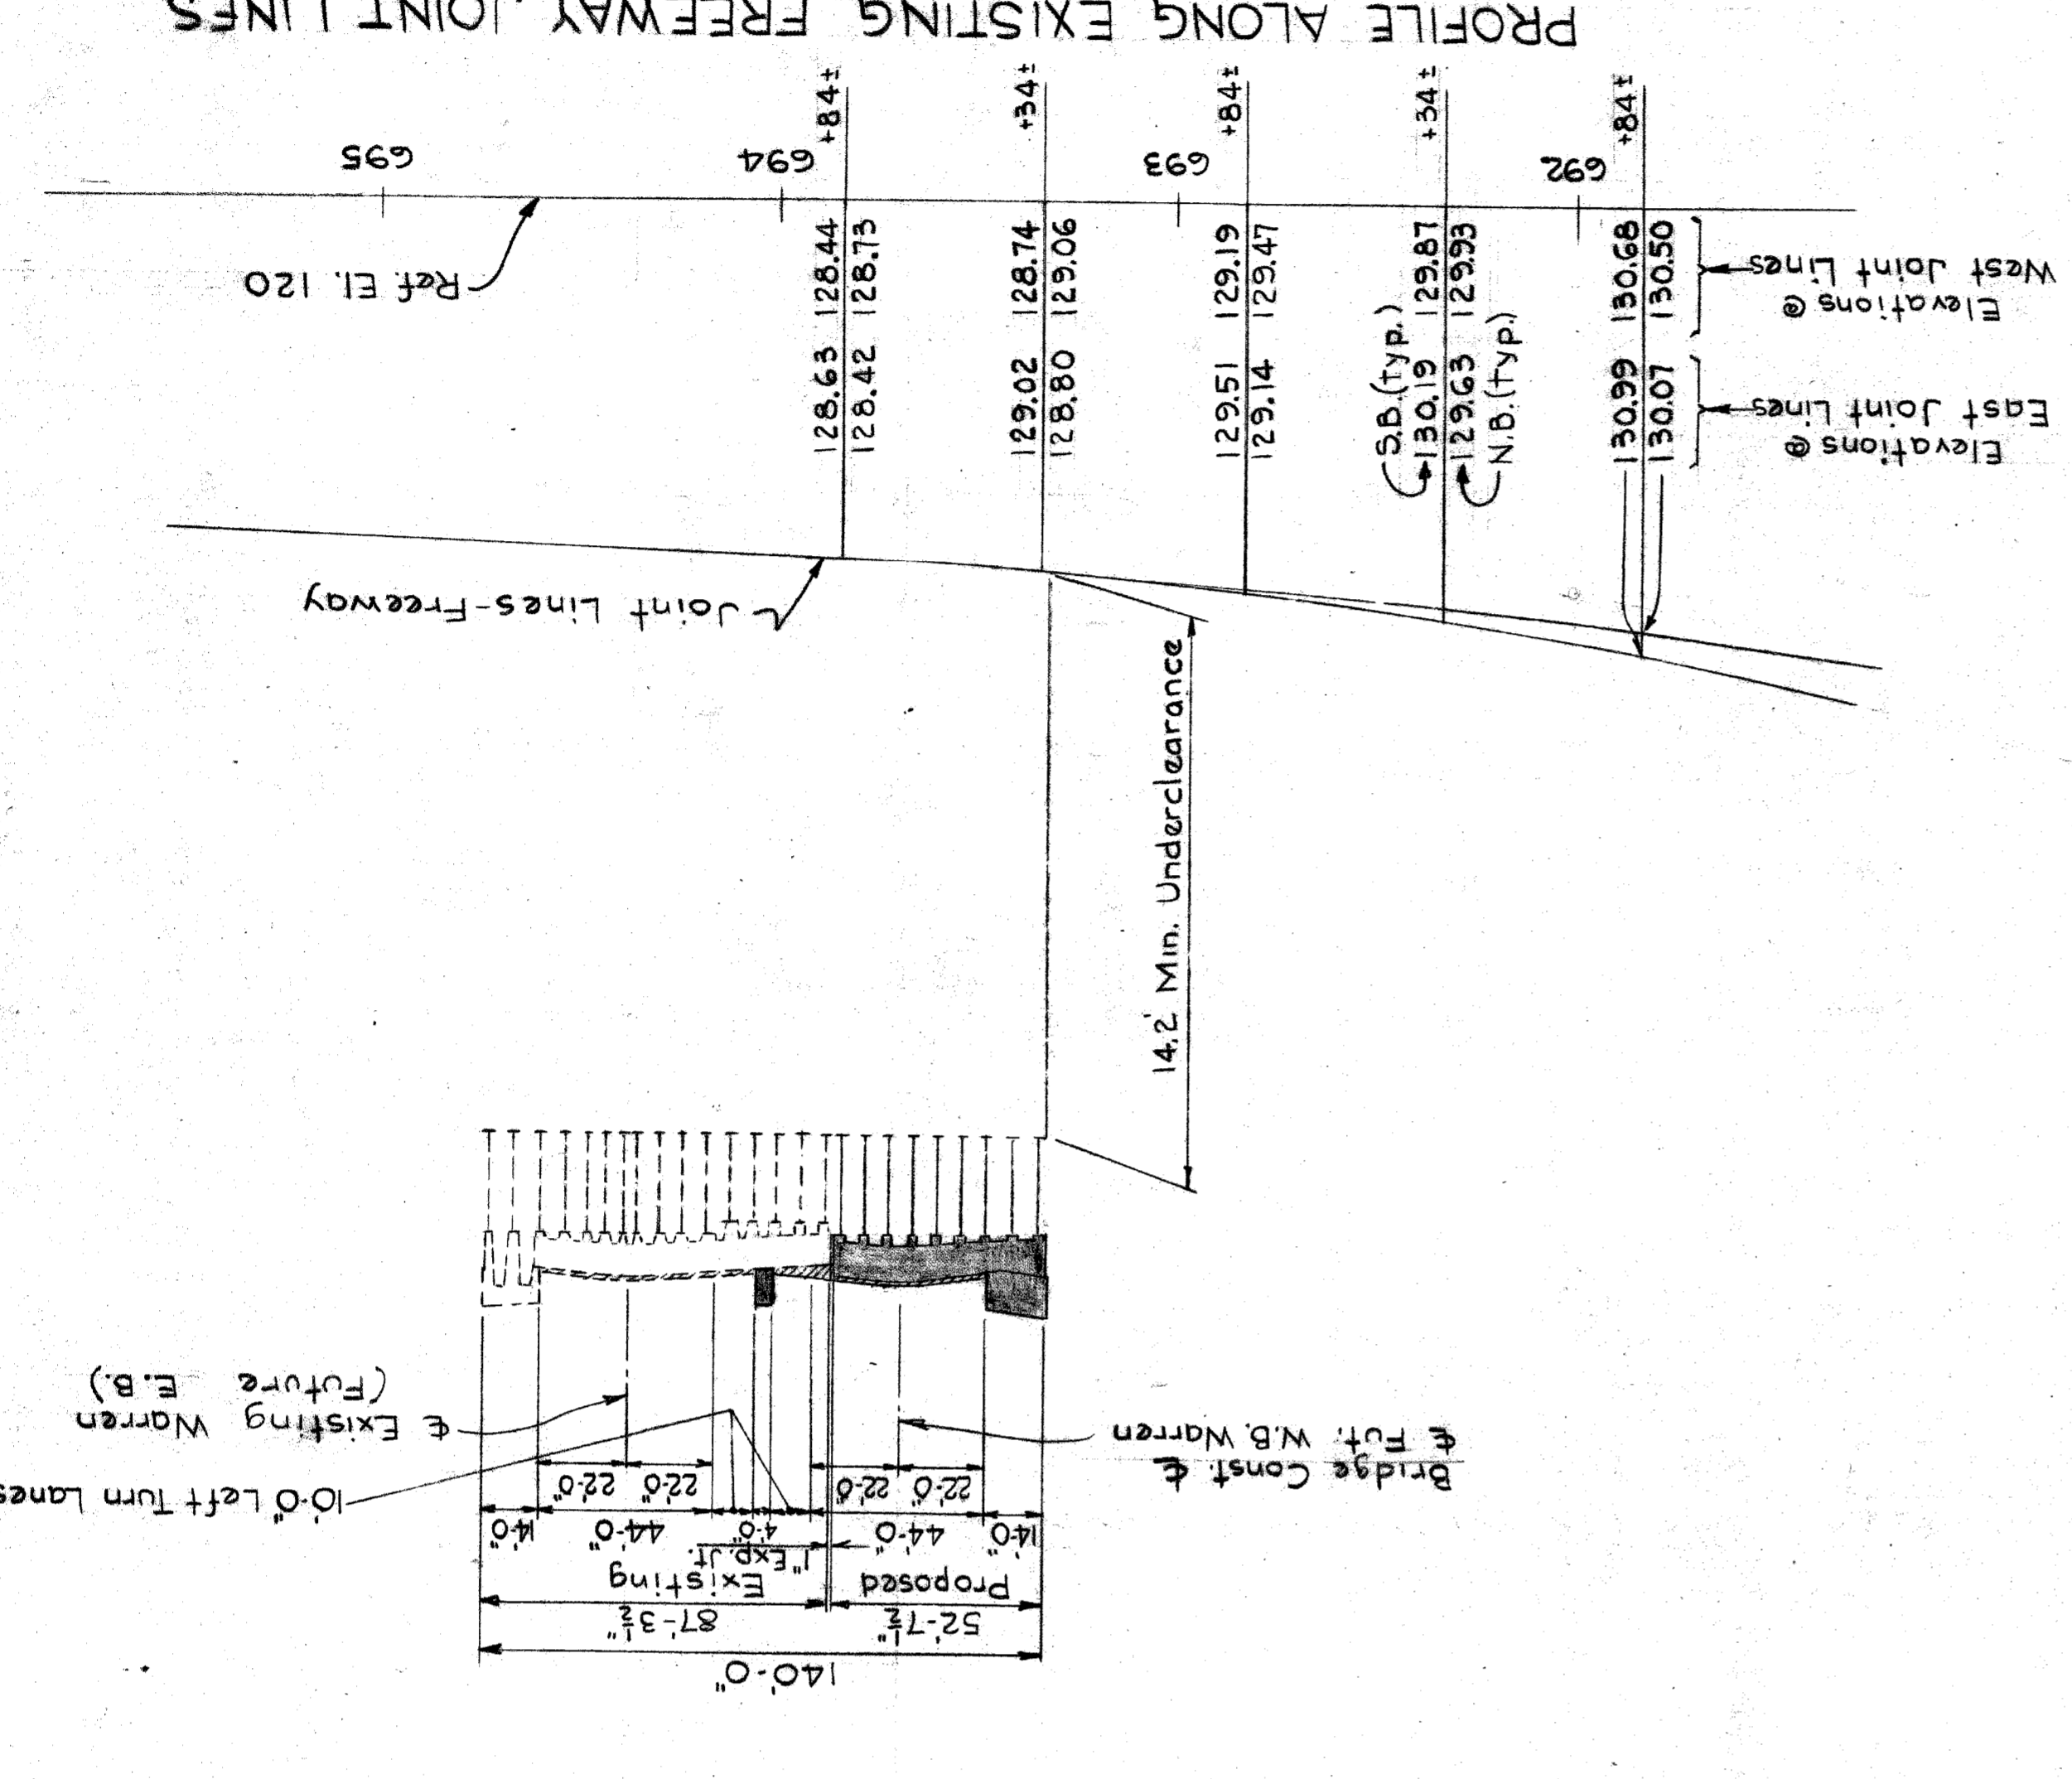 140'-0"
52'-7½"
87'-3½"
Proposed
Existing
1" Exp. Jt.
14'-0"
44'-0"
4'-0"
44'-0"
14'-0"
22'-0"
22'-0"
22'-0"
22'-0"
10'-0" Left Turn Lanes
Bridge Const. ℄
℄ Fut. W.B. Warren
℄ Existing Warren
(Future E.B.)
14.2' Min. Underclearance
Joint Lines-Freeway
Elevations @
East Joint Lines
Elevations @
West Joint Lines
130.99 130.68
130.07 130.50
S.B. (typ.)
130.19 129.87
129.63 129.93
N.B. (typ.)
129.51 129.19
129.14 129.47
129.02 128.74
128.80 129.06
128.63 128.44
128.42 128.73
Ref. El. 120
692
693
694
695
+84±
+34±
+84±
+34±
+84±
PROFILE ALONG EXISTING FREEWAY JOINT LINES